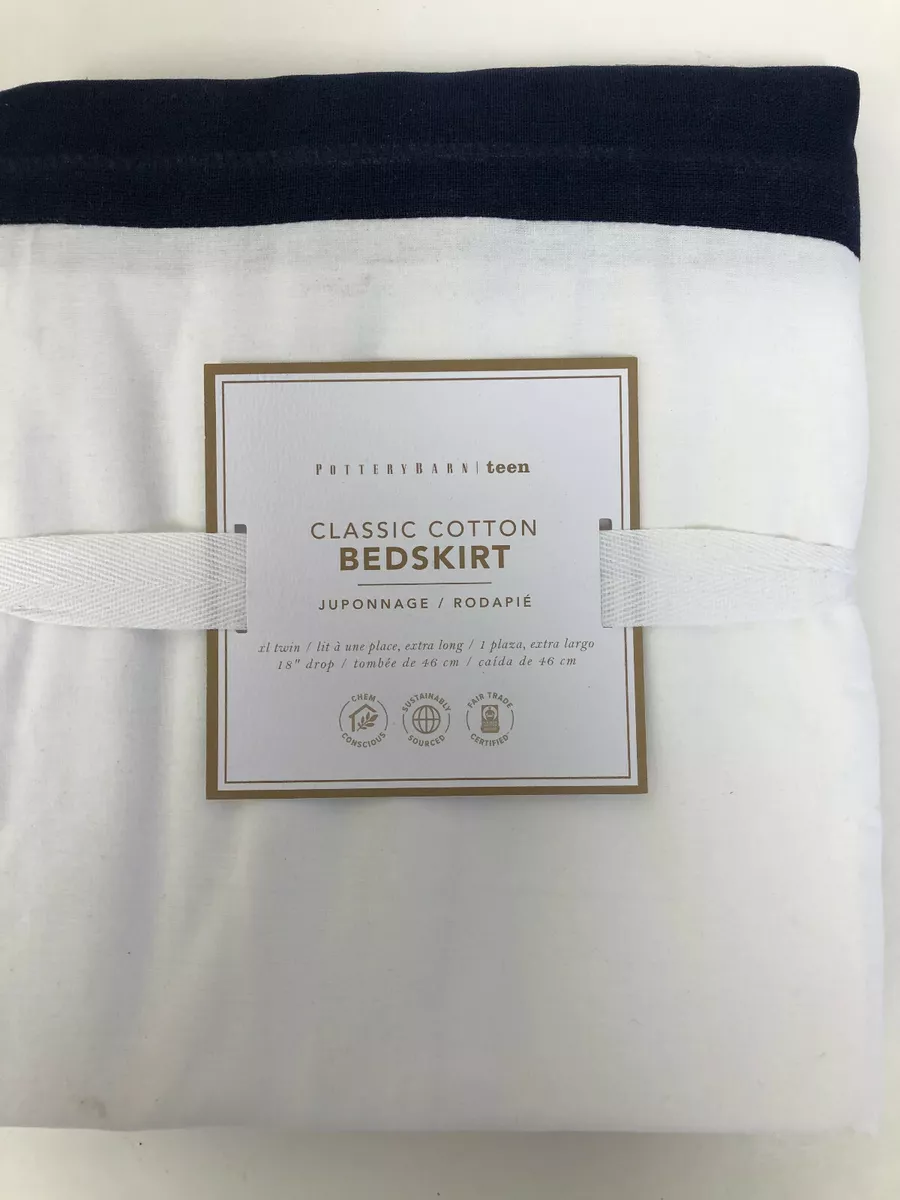 POTTERYBARN | teen
CLASSIC COTTON
BEDSKIRT
JUPONNAGE / RODAPIÉ
xl twin / lit à une place, extra long / 1 plaza, extra largo
18" drop / tombée de 46 cm / caída de 46 cm
CHEM CONSCIOUS
SUSTAINABLY SOURCED
FAIR TRADE CERTIFIED